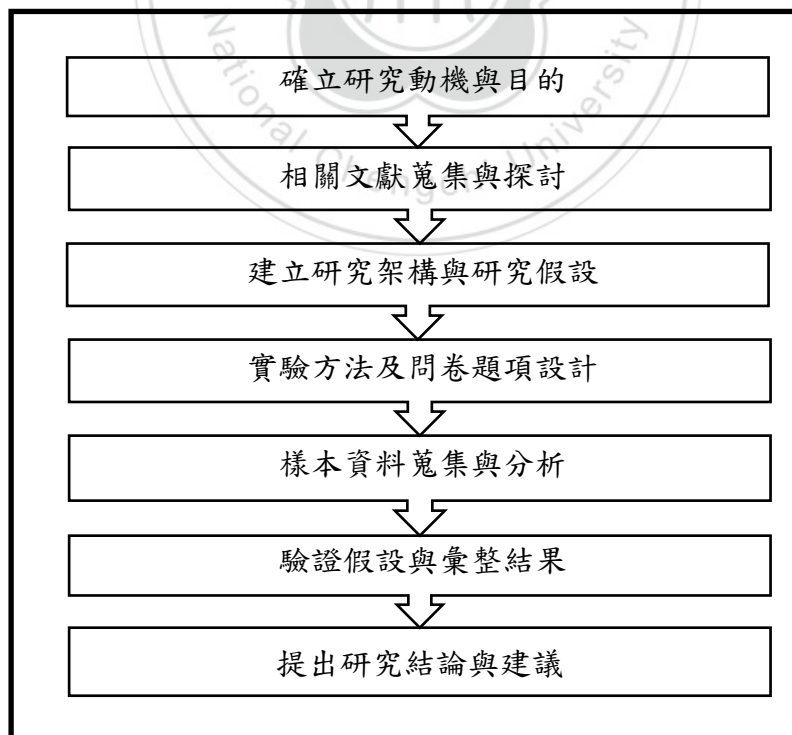 National Chengchi University
確立研究動機與目的
相關文獻蒐集與探討
建立研究架構與研究假設
實驗方法及問卷題項設計
樣本資料蒐集與分析
驗證假設與彙整結果
提出研究結論與建議